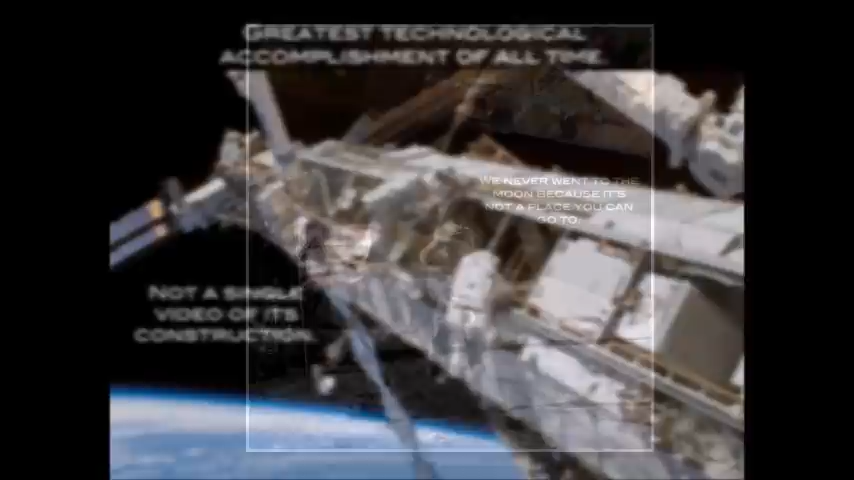 GREATEST TECHNOLOGICAL
ACCOMPLISHMENT OF ALL TIME.
WE NEVER WENT TO THE
MOON BECAUSE IT'S
NOT A PLACE YOU CAN
GO TO.
NOT A SINGLE
VIDEO OF ITS
CONSTRUCTION.